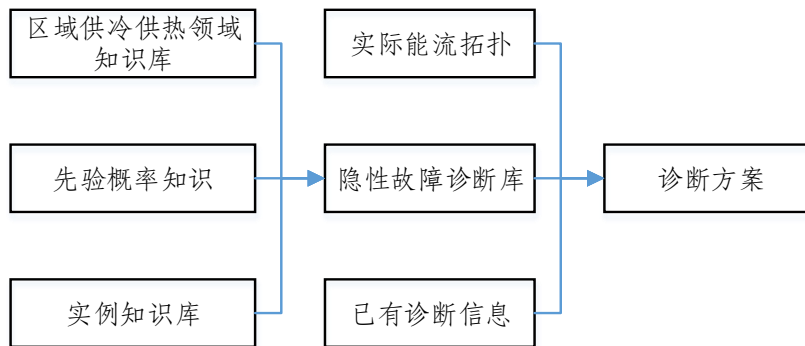 区域供冷供热领域
知识库
实际能流拓扑
先验概率知识
隐性故障诊断库
诊断方案
实例知识库
已有诊断信息